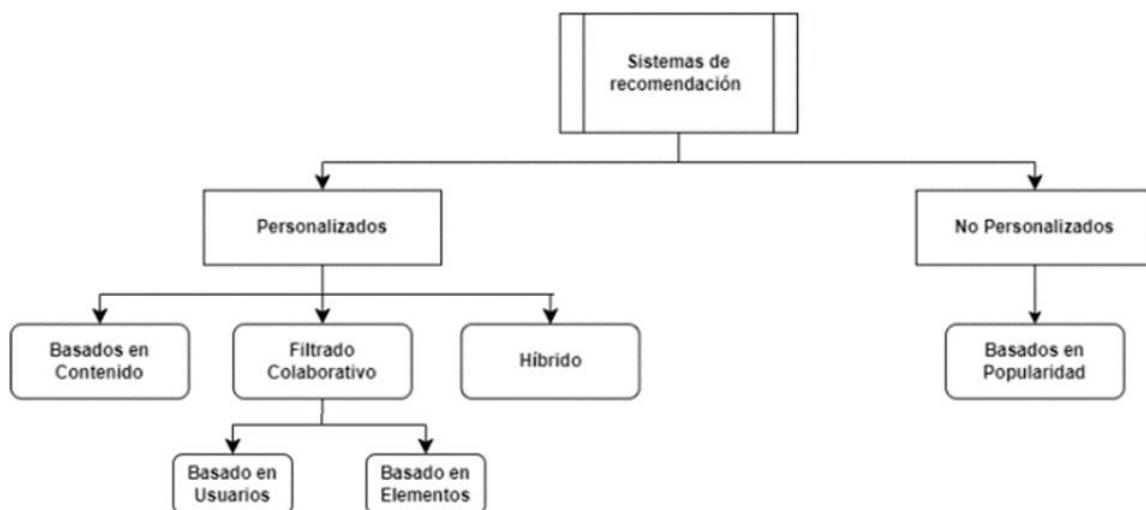 Sistemas de
recomendación
Personalizados
No Personalizados
Basados en
Contenido
Filtrado
Colaborativo
Híbrido
Basados en
Popularidad
Basado en
Usuarios
Basado en
Elementos